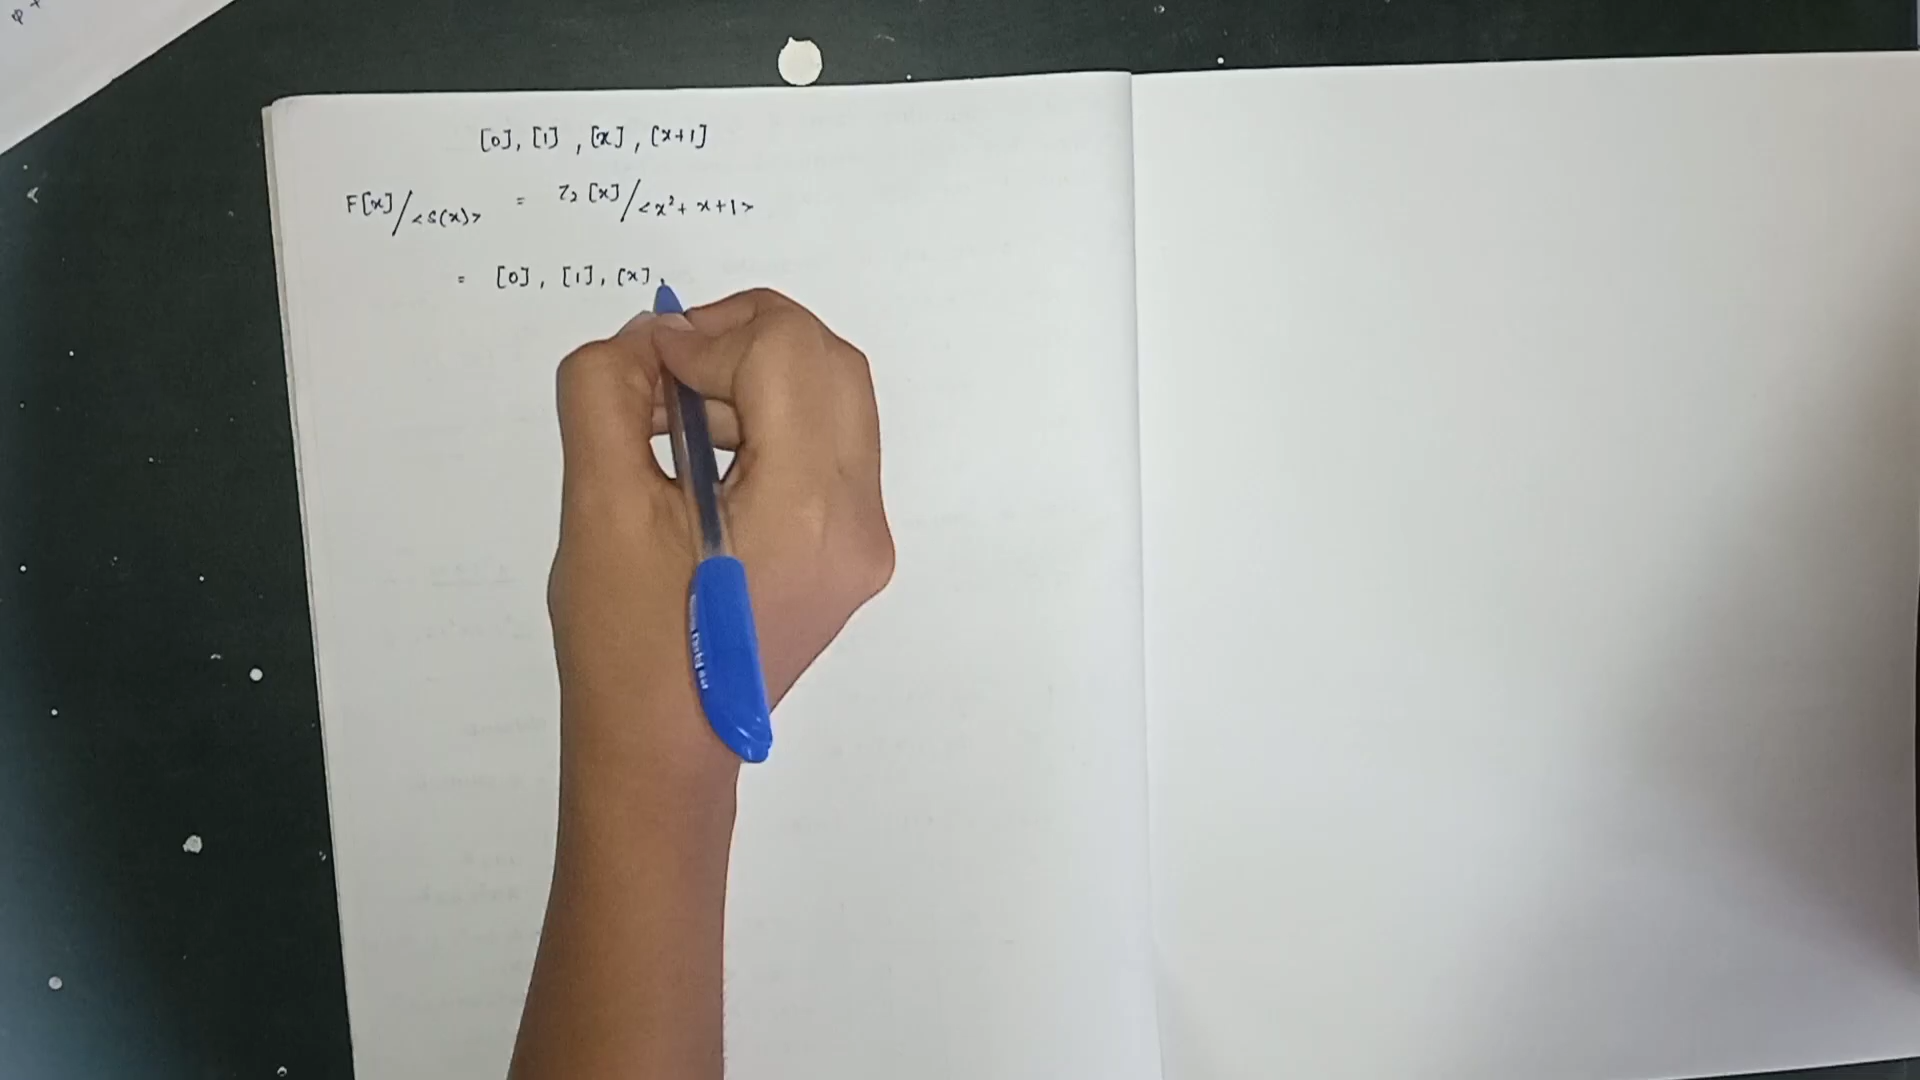 [0], [1], [x], [x+1]
F[x]/<s(x)> = Z₂[x]/<x²+x+1>
= [0], [1], [x],